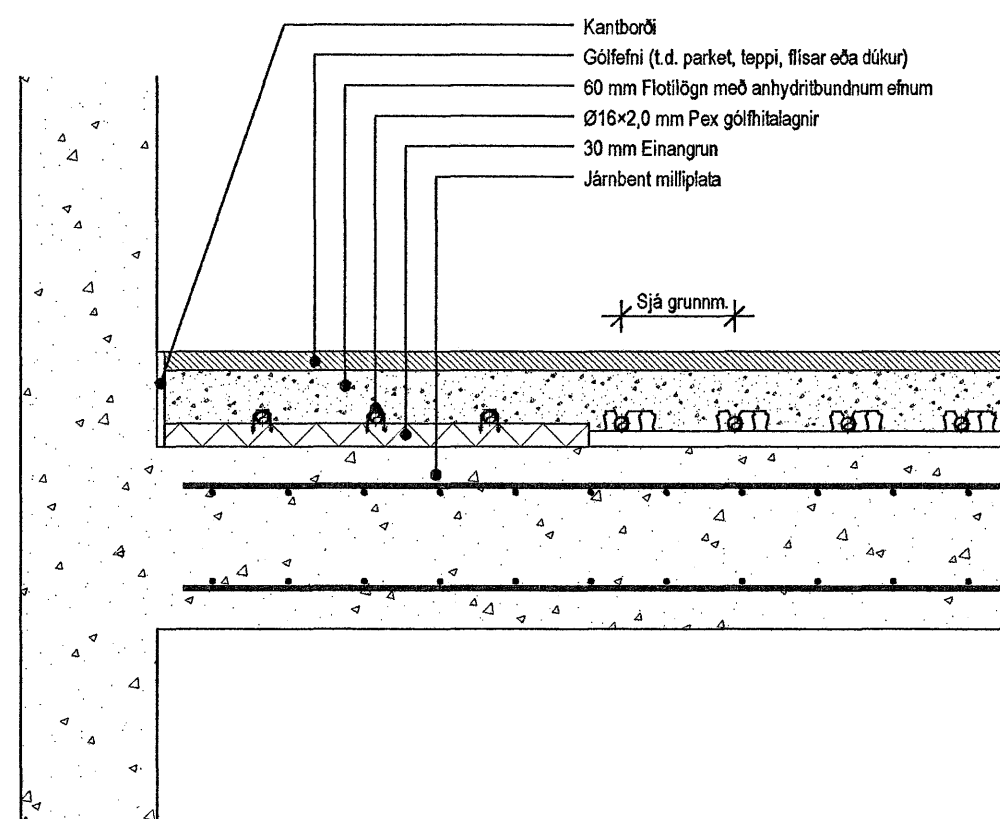 Kantborði
Gólfefni (t.d. parket, teppi, flísar eða dúkur)
60 mm Flotílögn með anhydritbundnum efnum
Ø16×2,0 mm Pex gólfhitalagnir
30 mm Einangrun
Járnbent milliplata
Sjá grunnm.